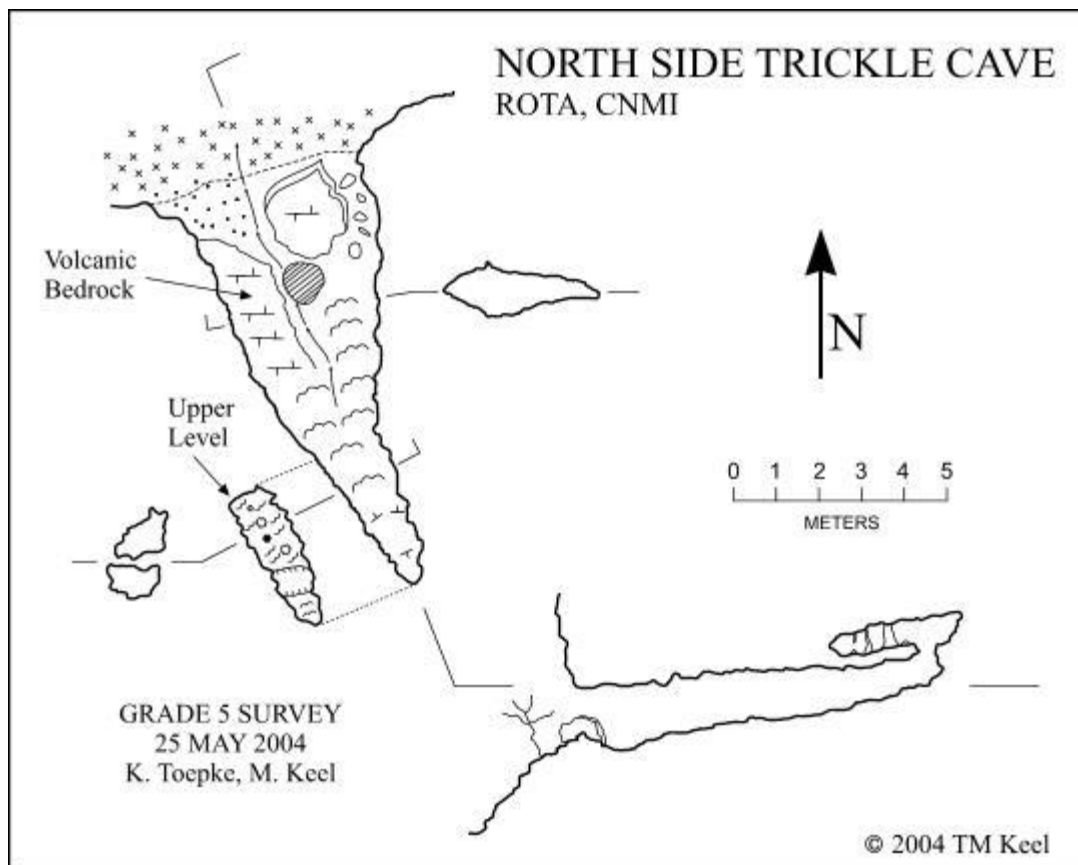 NORTH SIDE TRICKLE CAVE
ROTA, CNMI
Volcanic
Bedrock
N
Upper
Level
0 1 2 3 4 5
METERS
GRADE 5 SURVEY
25 MAY 2004
K. Toepke, M. Keel
© 2004 TM Keel